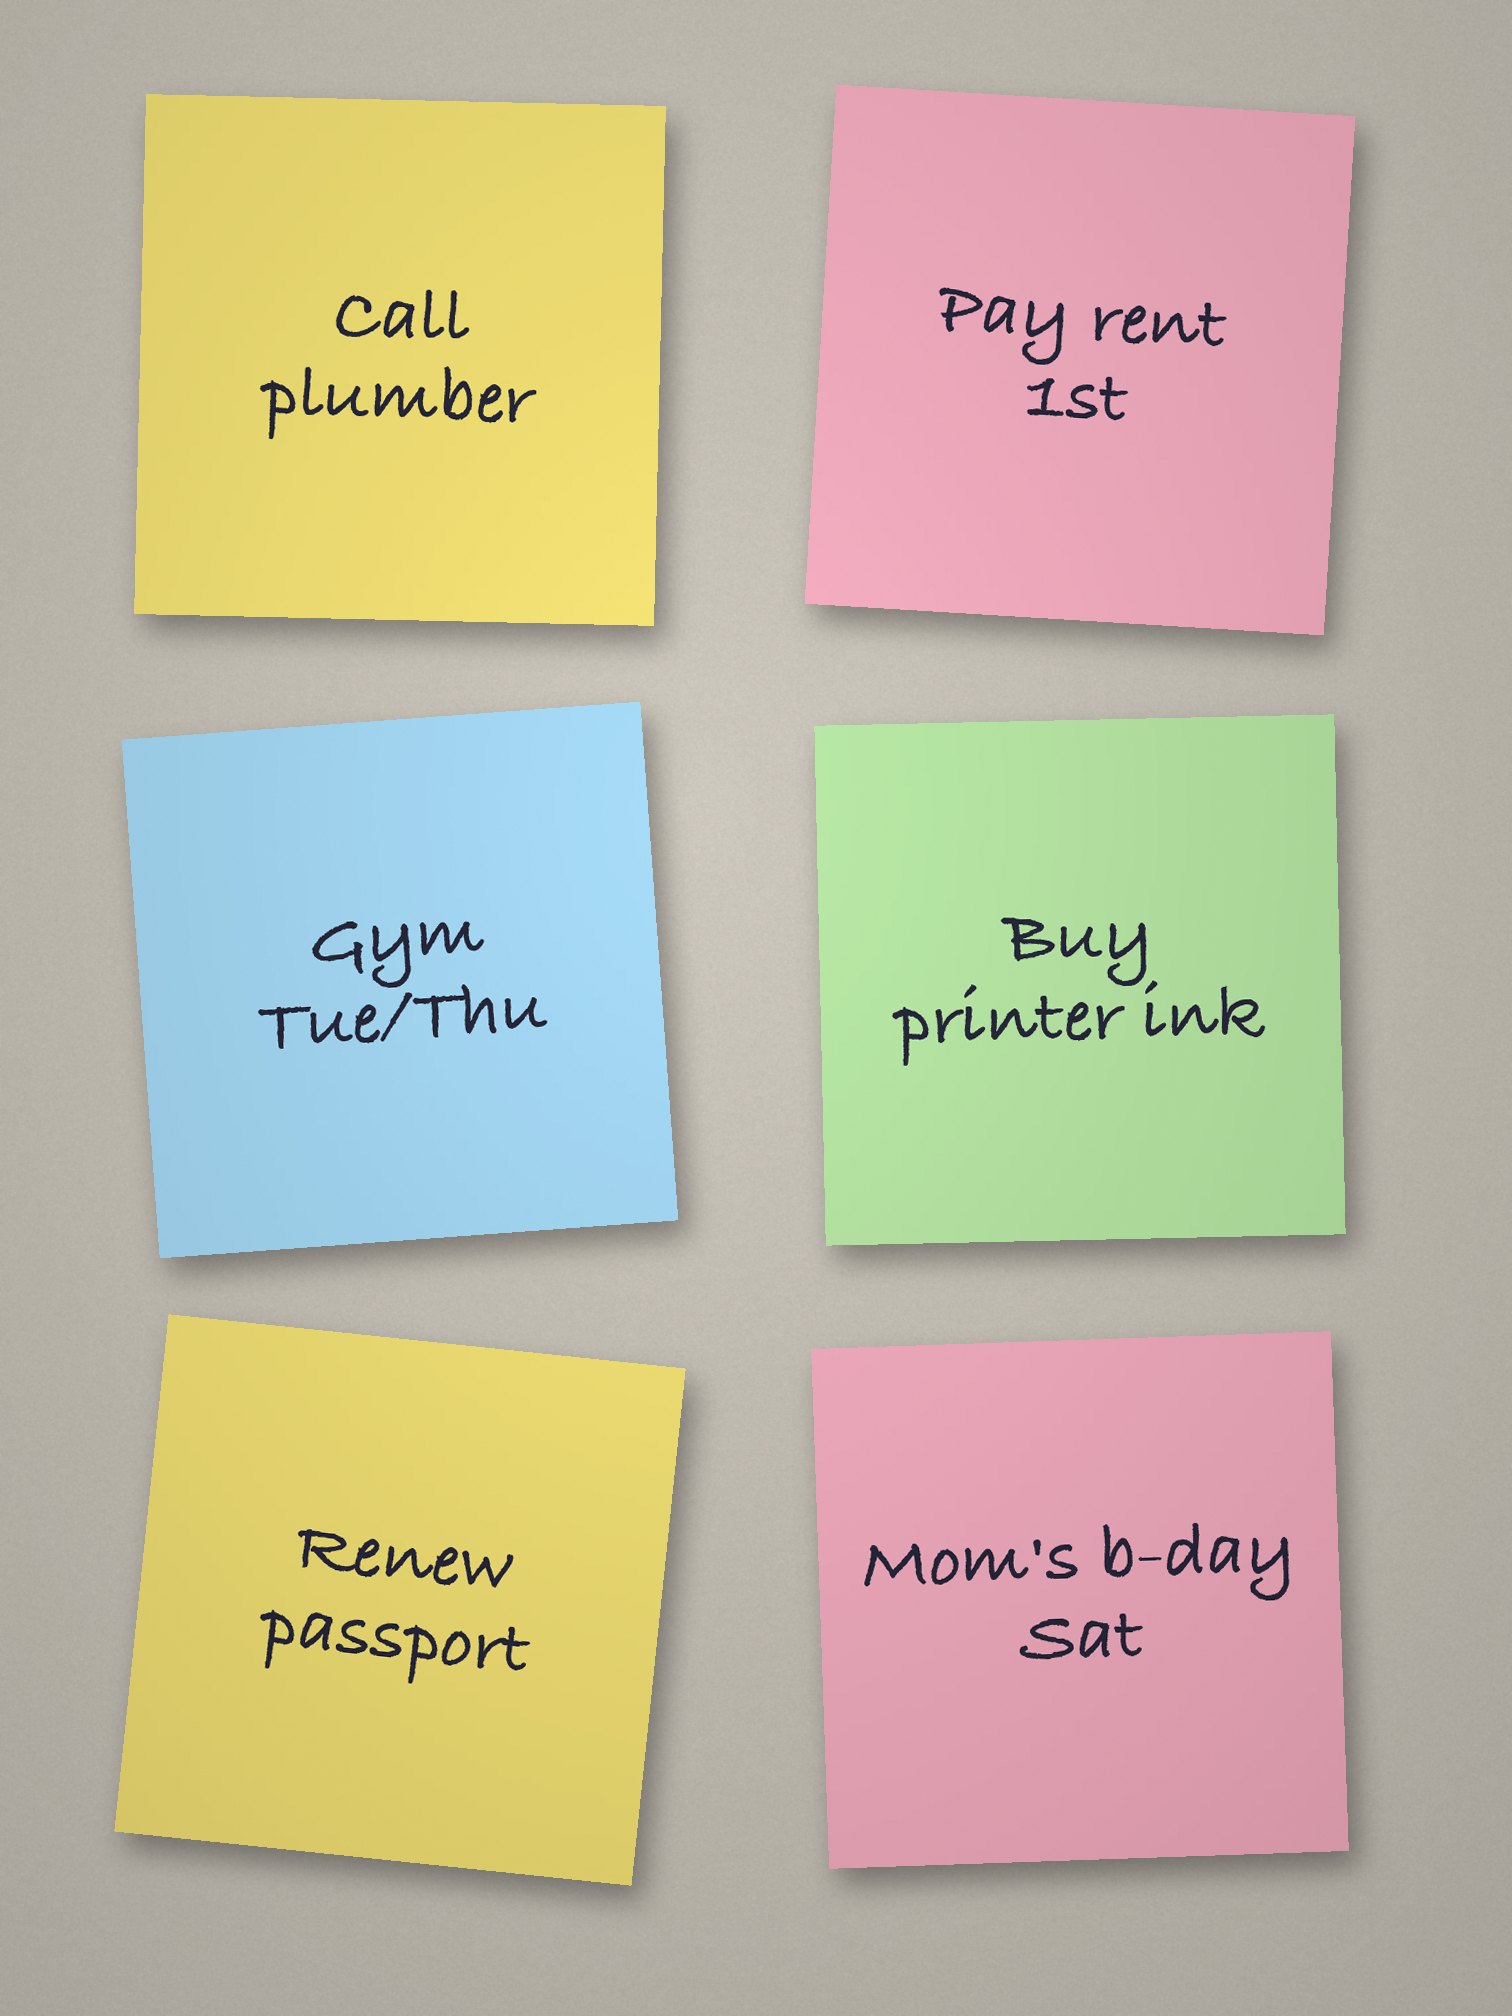 Call
plumber
Pay rent
1st
Gym
Tue/Thu
Buy
printer ink
Renew
passport
Mom's b-day
Sat